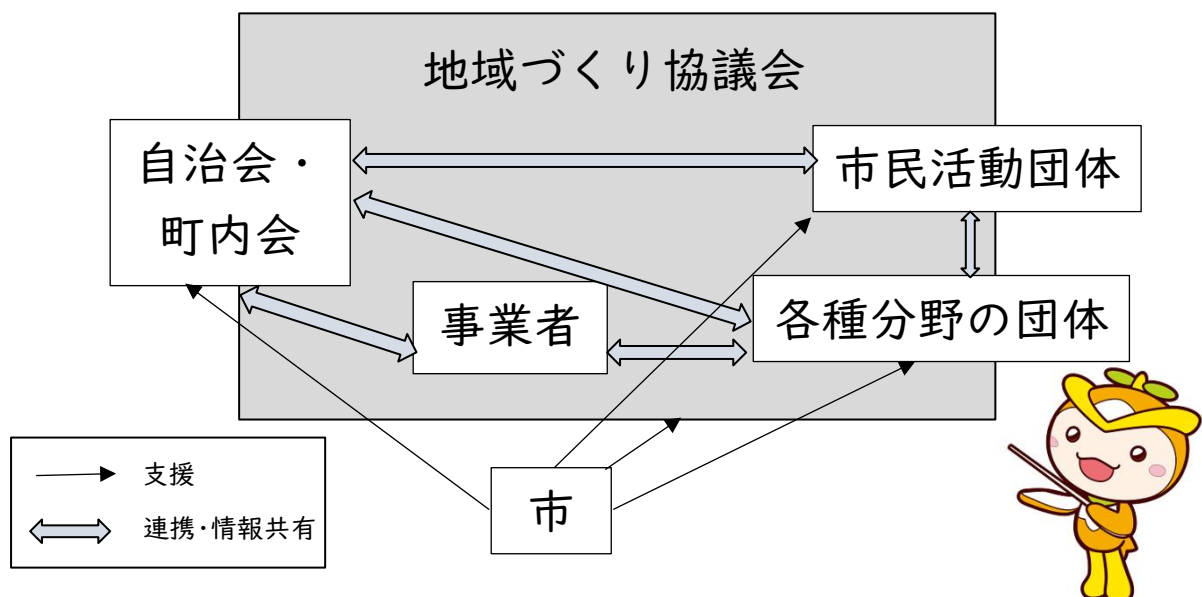 地域づくり協議会
自治会・
町内会
市民活動団体
事業者
各種分野の団体
市
支援
連携・情報共有